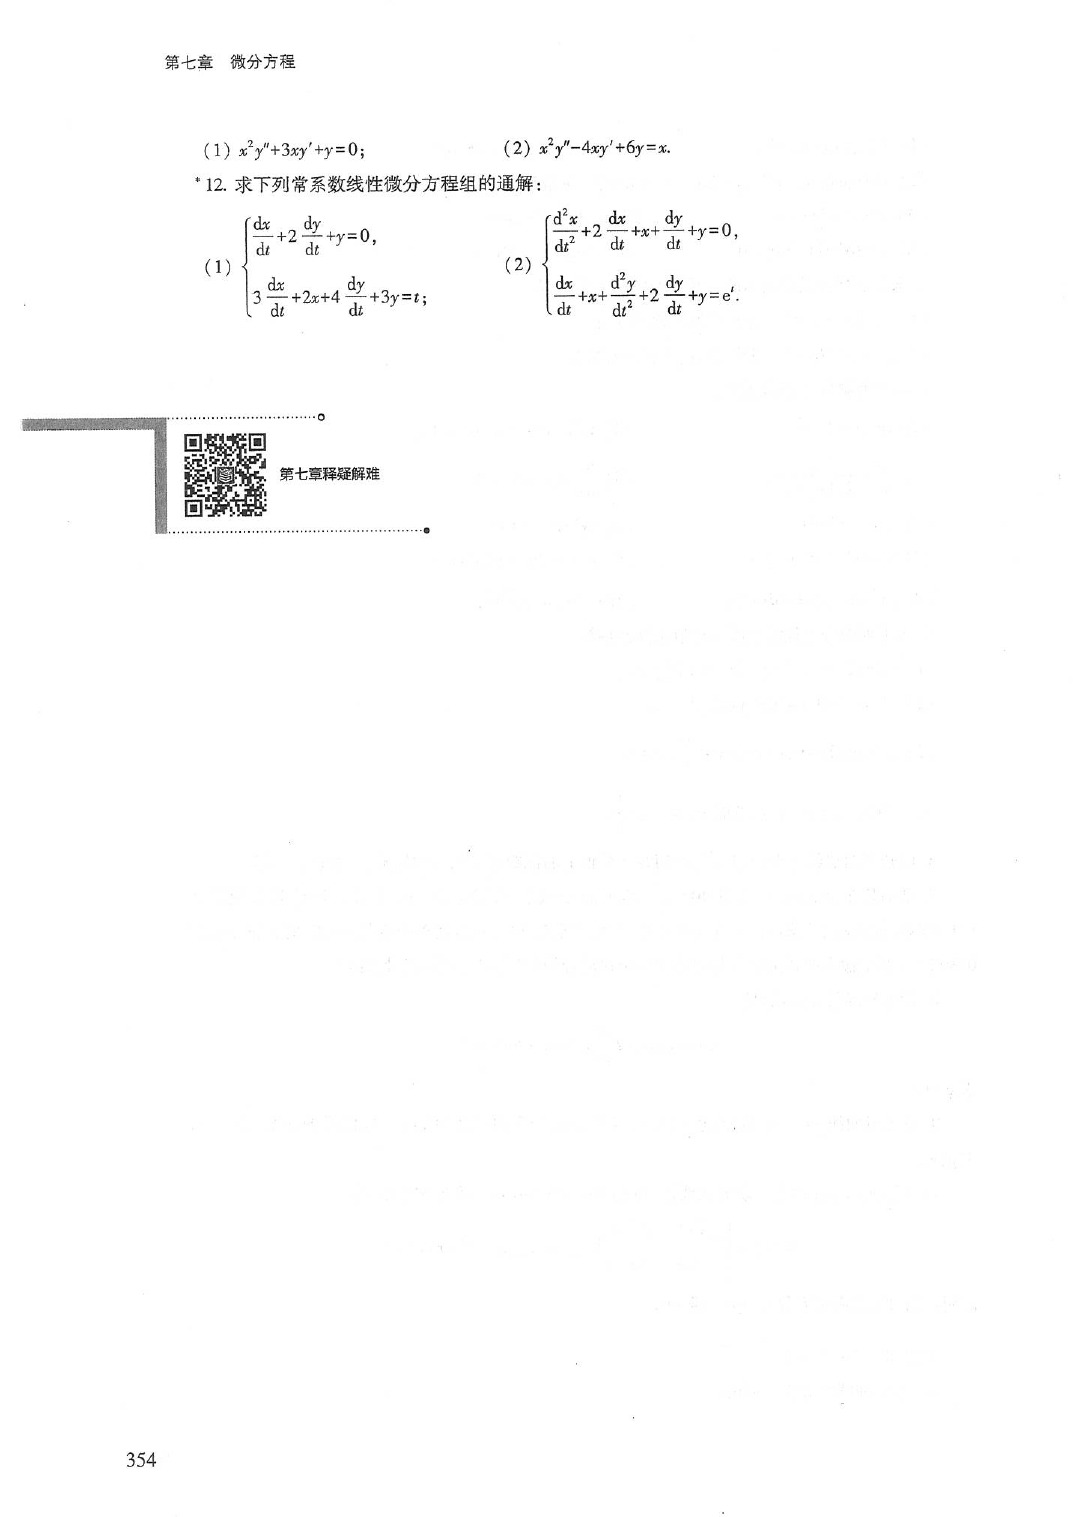 第七章 微分方程
(1) x²y″+3xy′+y=0; (2) x²y″-4xy′+6y=x.
*12. 求下列常系数线性微分方程组的通解:
(1) { dx/dt+2 dy/dt+y=0, 3 dx/dt+2x+4 dy/dt+3y=t;
(2) { d²x/dt²+2 dx/dt+x+ dy/dt+y=0, dx/dt+x+ d²y/dt²+2 dy/dt+y=eᵗ.
第七章释疑解难
354